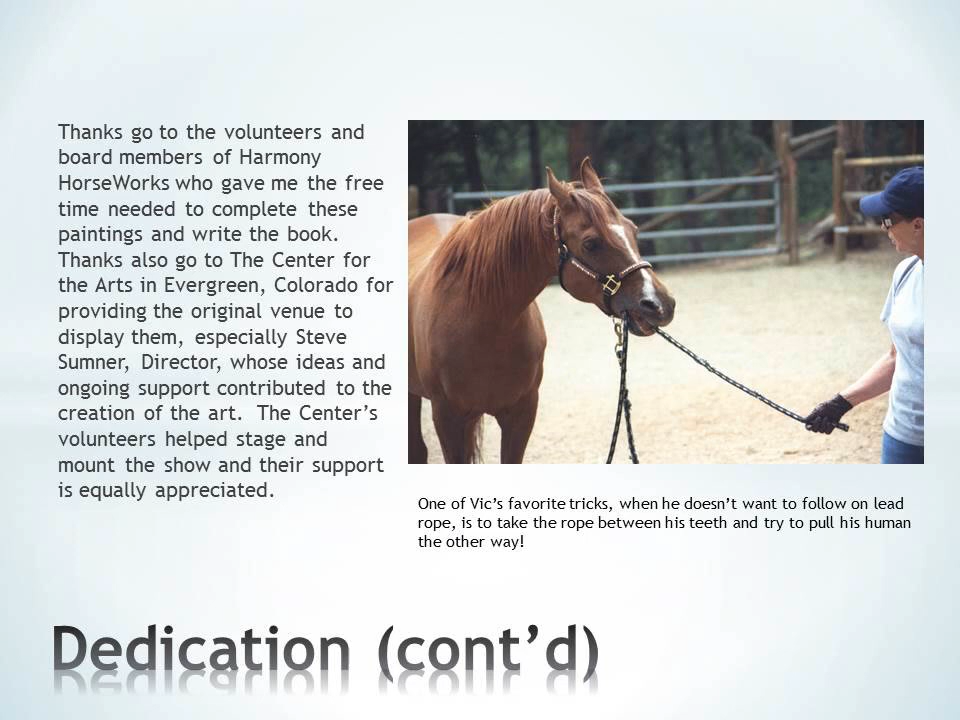 Thanks go to the volunteers and
board members of Harmony
HorseWorks who gave me the free
time needed to complete these
paintings and write the book.
Thanks also go to The Center for
the Arts in Evergreen, Colorado for
providing the original venue to
display them, especially Steve
Sumner, Director, whose ideas and
ongoing support contributed to the
creation of the art. The Center’s
volunteers helped stage and
mount the show and their support
is equally appreciated.
One of Vic’s favorite tricks, when he doesn’t want to follow on lead
rope, is to take the rope between his teeth and try to pull his human
the other way!
Dedication (cont’d)